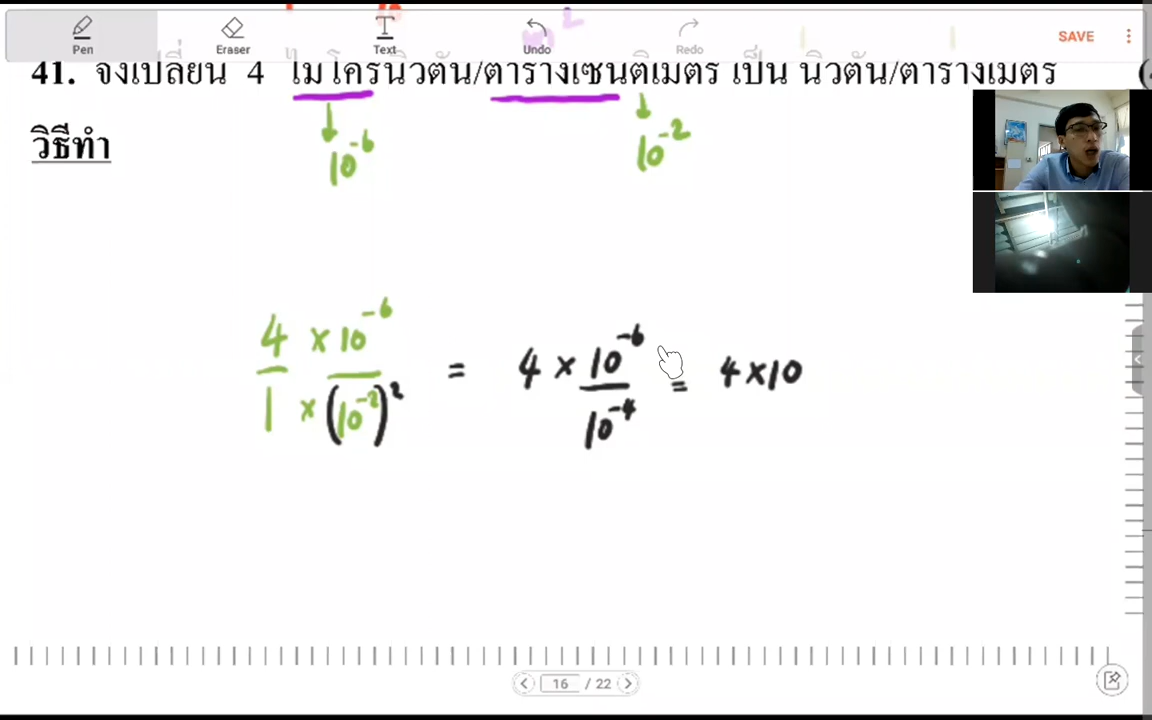 Pen Eraser Text Undo Redo SAVE
41. จงเปลี่ยน 4 ไมโครนิวตัน/ตารางเซนติเมตร เป็น นิวตัน/ตารางเมตร
วิธีทำ
10⁻⁶ 10⁻²
4 × 10⁻⁶ / 1 × (10⁻²)² = 4 × 10⁻⁶ / 10⁻⁴ = 4 × 10
16 / 22